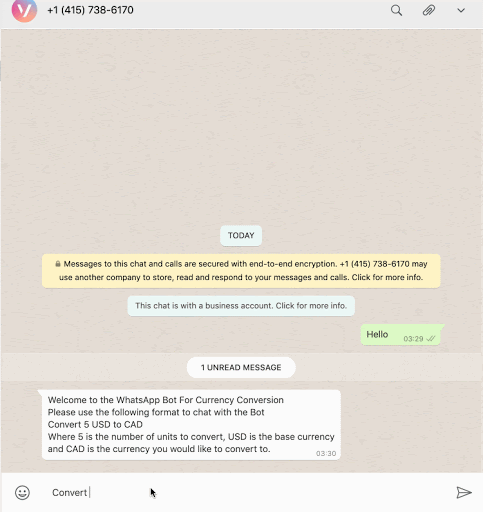 +1 (415) 738-6170
TODAY
Messages to this chat and calls are secured with end-to-end encryption. +1 (415) 738-6170 may
use another company to store, read and respond to your messages and calls. Click for more info.
This chat is with a business account. Click for more info.
Hello
03:29
1 UNREAD MESSAGE
Welcome to the WhatsApp Bot For Currency Conversion
Please use the following format to chat with the Bot
Convert 5 USD to CAD
Where 5 is the number of units to convert, USD is the base currency
and CAD is the currency you would like to convert to.
03:30
Convert